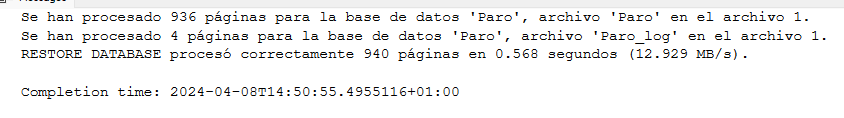 Se han procesado 936 páginas para la base de datos 'Paro', archivo 'Paro' en el archivo 1.
Se han procesado 4 páginas para la base de datos 'Paro', archivo 'Paro_log' en el archivo 1.
RESTORE DATABASE procesó correctamente 940 páginas en 0.568 segundos (12.929 MB/s).
Completion time: 2024-04-08T14:50:55.4955116+01:00